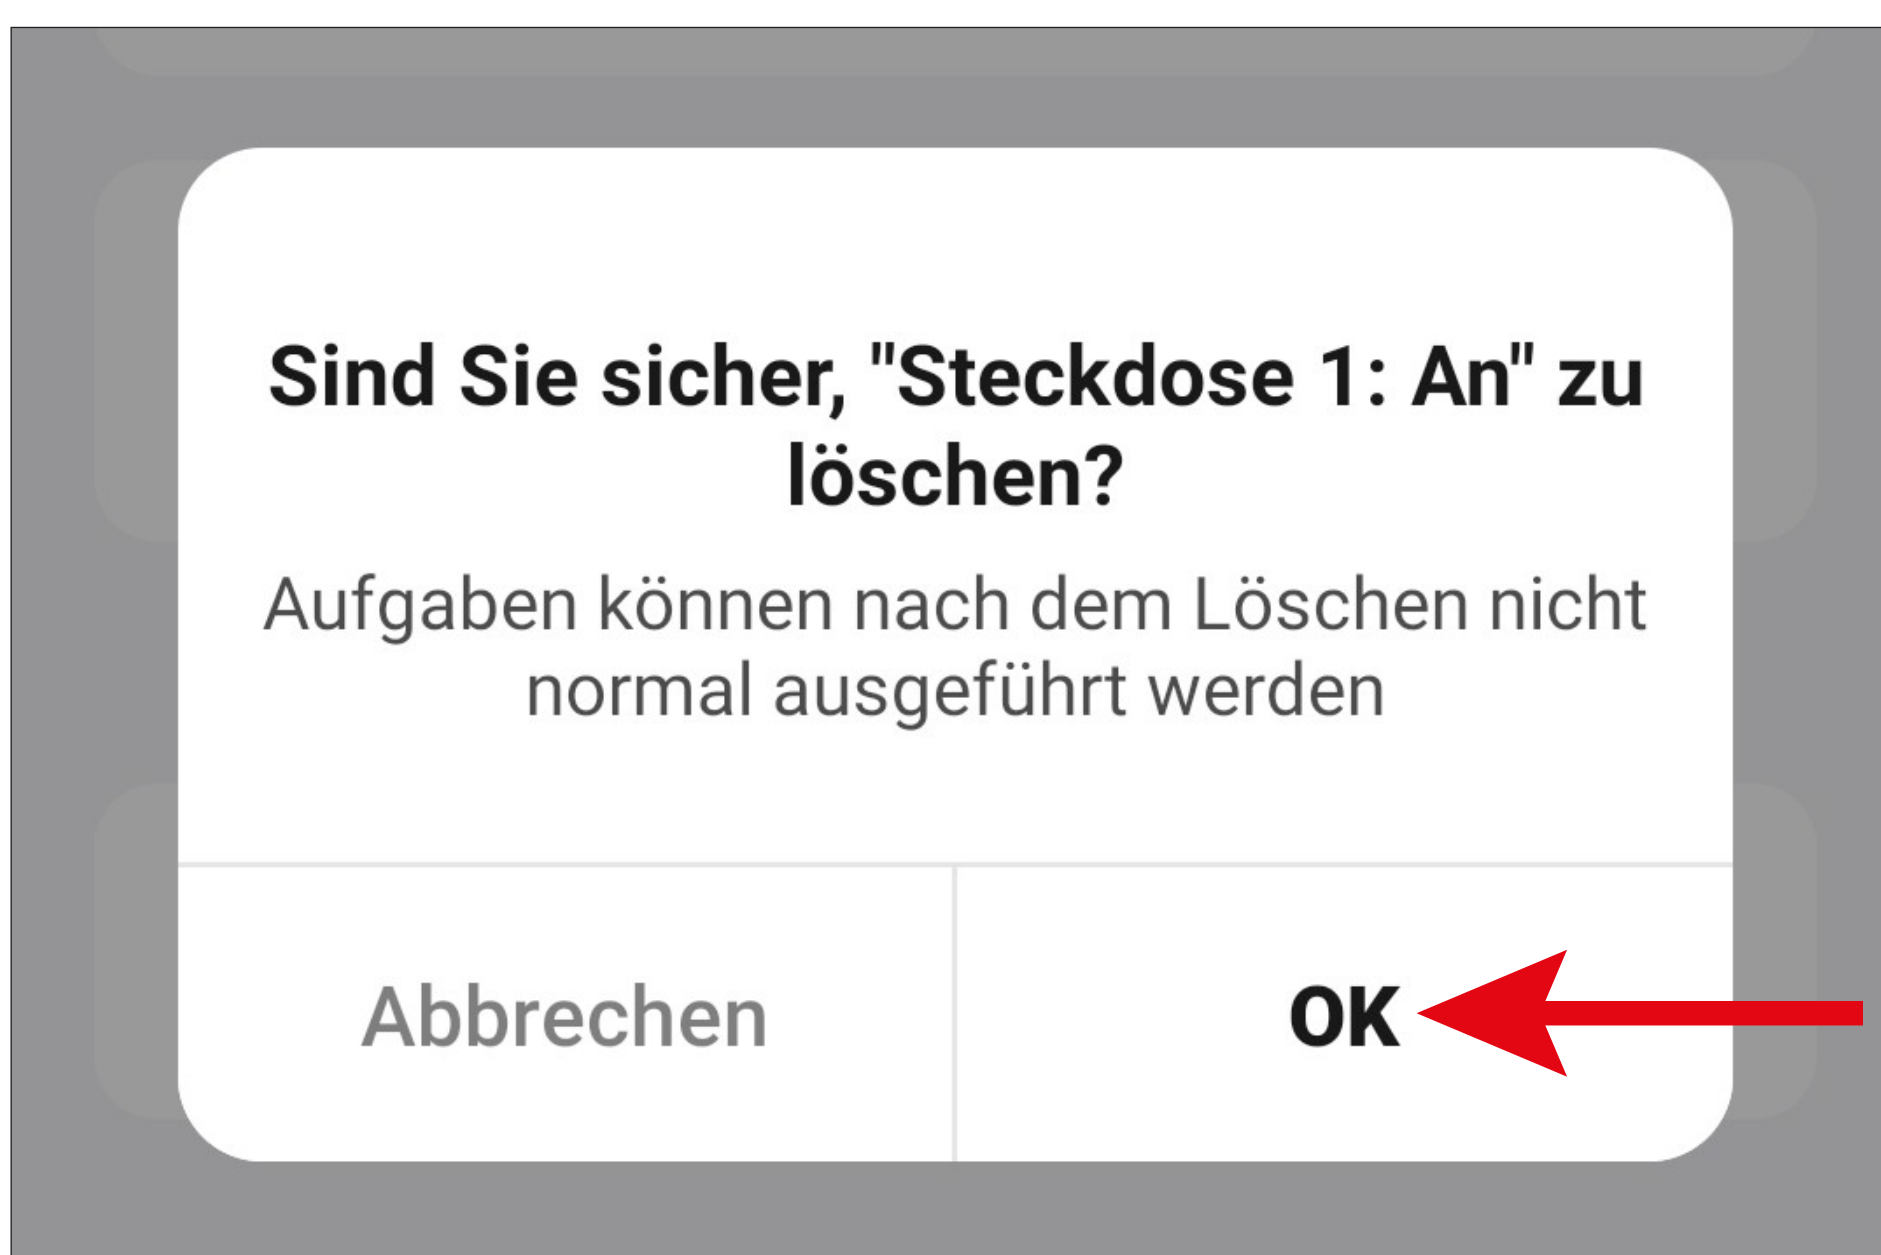 Sind Sie sicher, "Steckdose 1: An" zu
löschen?
Aufgaben können nach dem Löschen nicht
normal ausgeführt werden
Abbrechen
OK